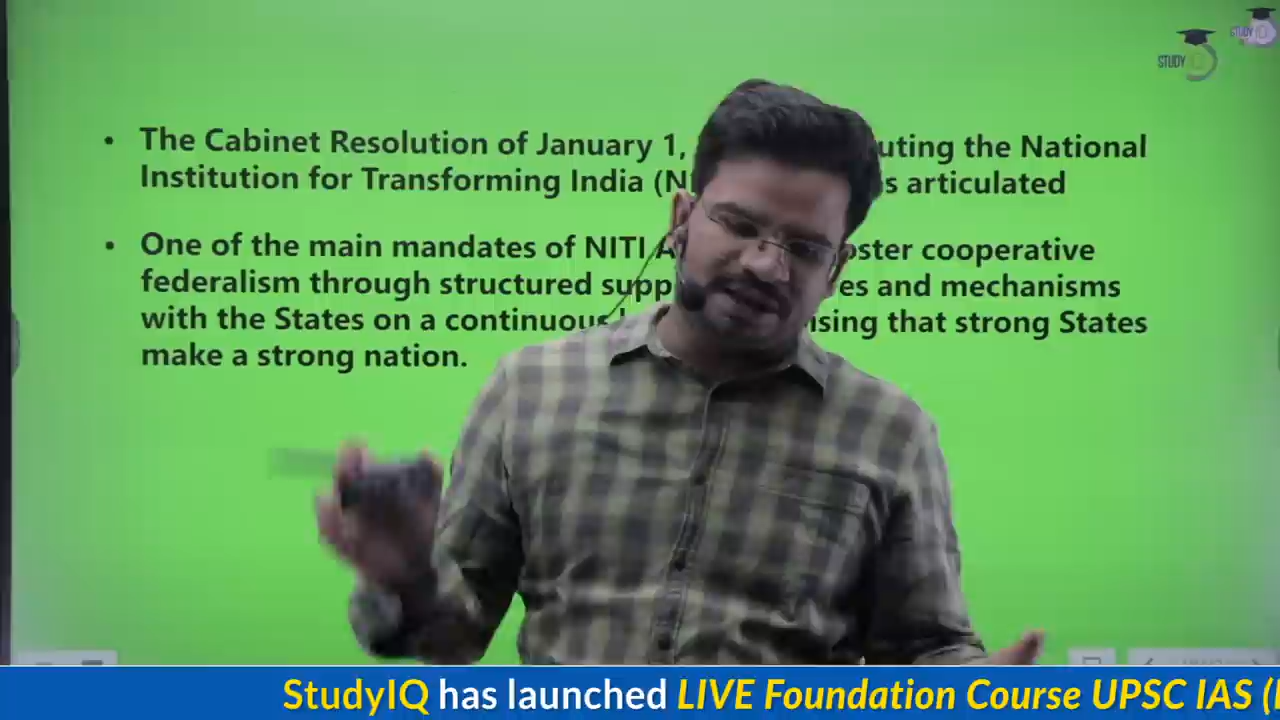 STUDY
STUDY
• The Cabinet Resolution of January 1, uting the National
Institution for Transforming India (N s articulated
• One of the main mandates of NITI A oster cooperative
federalism through structured supp es and mechanisms
with the States on a continuous ising that strong States
make a strong nation.
StudyIQ has launched LIVE Foundation Course UPSC IAS (